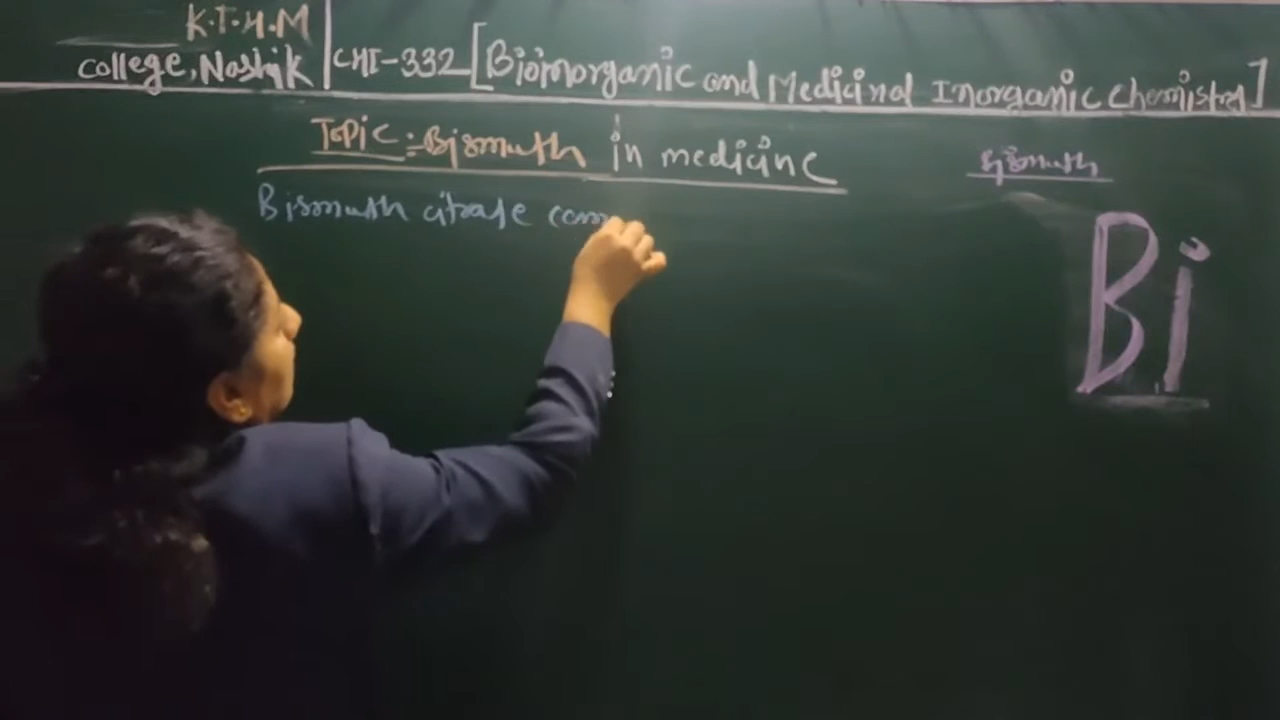 K.T.H.M
College, Nashik
CHI-332 [Bioinorganic and Medicinal Inorganic Chemistry]
Topic:- Bismuth in medicine
Bismuth
Bismuth citrate com
Bi